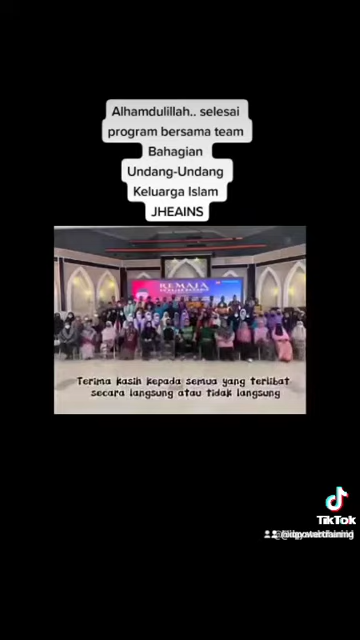 Alhamdulillah.. selesai
program bersama team
Bahagian
Undang-Undang
Keluarga Islam
JHEAINS
REMAJA
Terima kasih kepada semua yang terlibat
secara langsung atau tidak langsung
TikTok